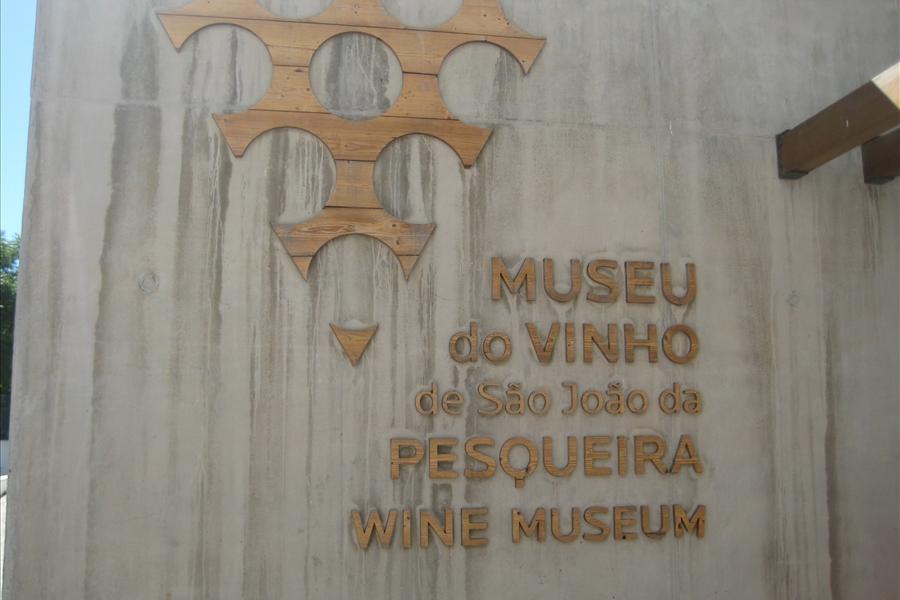 MUSEU
do VINHO
de São João da
PESQUEIRA
WINE MUSEUM